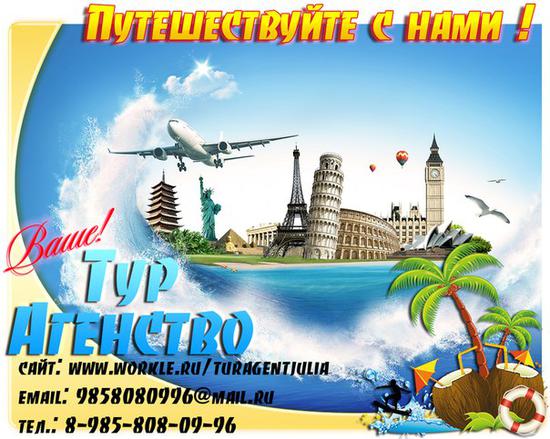 Путешествуйте с нами !
Ваше!
Тур
Агенство
сайт: www.workle.ru/turagentjulia
email: 9858080996@mail.ru
тел.: 8-985-808-09-96